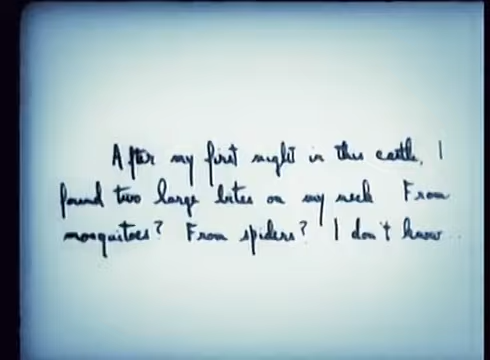 After my first night in this castle, I
found two large bites on my neck From
mosquitoes? From spiders? I don't know...